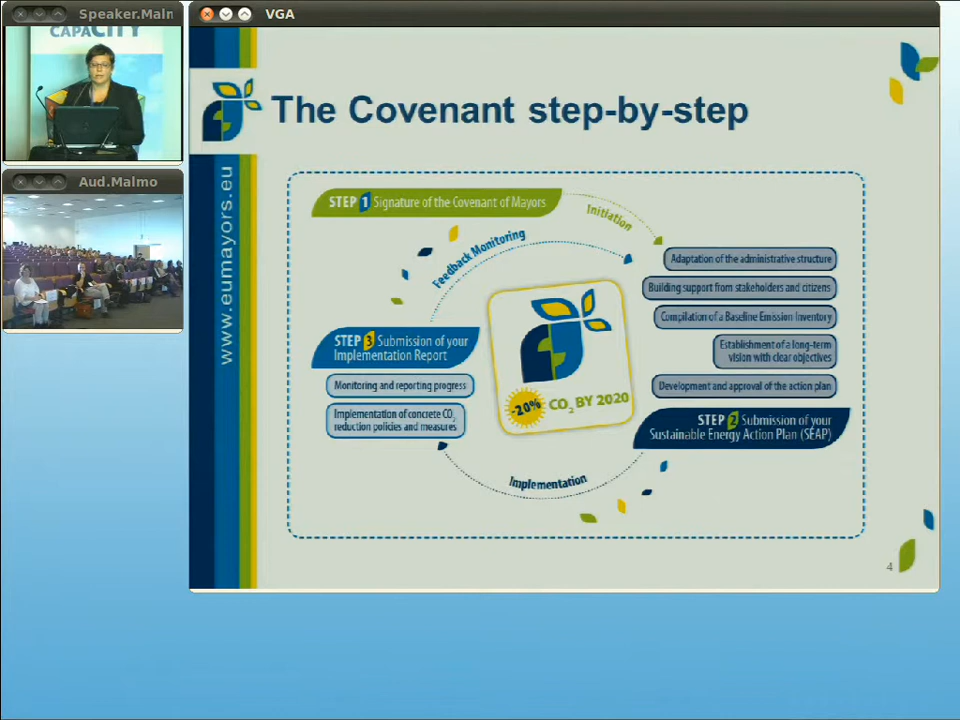 Speaker.Malm
CAPACITY
Aud.Malmo
VGA
The Covenant step-by-step
www.eumayors.eu
STEP 1 Signature of the Covenant of Mayors
Initiation
Adaptation of the administrative structure
Building support from stakeholders and citizens
Compilation of a Baseline Emission Inventory
Establishment of a long-term
vision with clear objectives
Development and approval of the action plan
STEP 2 Submission of your
Sustainable Energy Action Plan (SEAP)
Implementation
Feedback Monitoring
STEP 3 Submission of your
Implementation Report
Monitoring and reporting progress
Implementation of concrete CO₂
reduction policies and measures
-20% CO₂ BY 2020
4